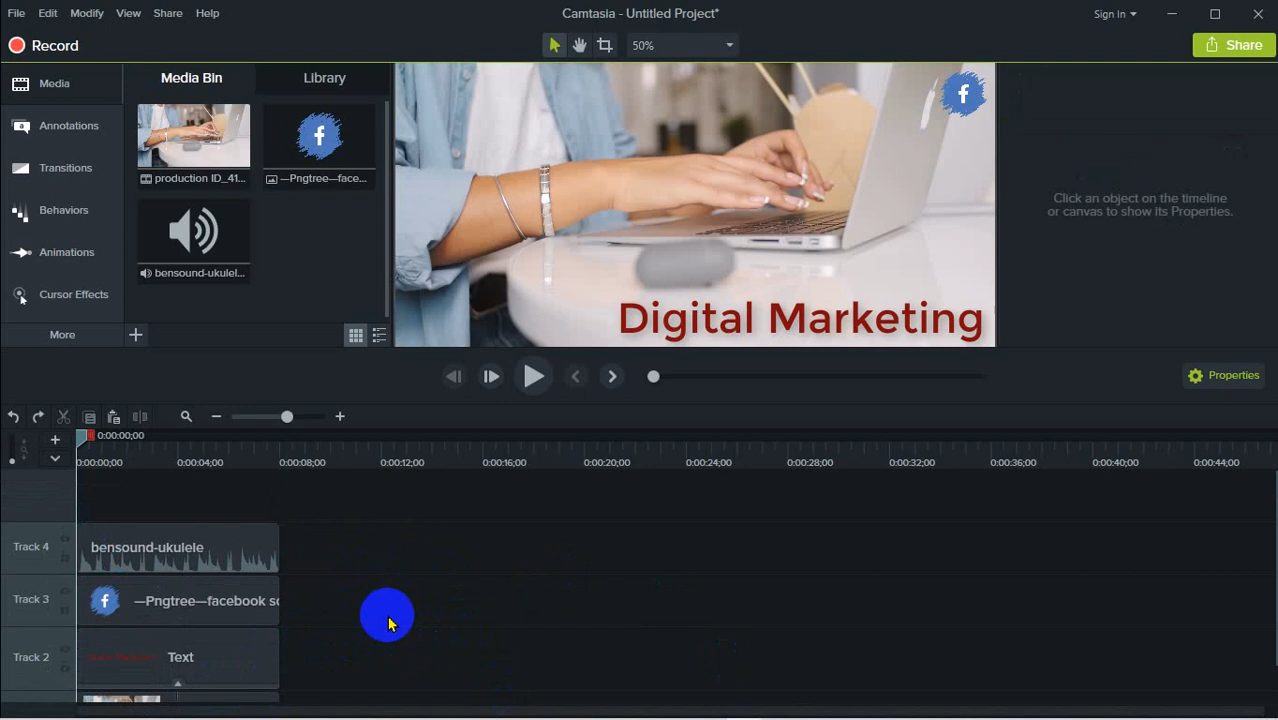 File Edit Modify View Share Help
Camtasia - Untitled Project*
Sign In
Record
50%
Share
Media
Annotations
Transitions
Behaviors
Animations
Cursor Effects
More
Media Bin
Library
production ID_41...
—Pngtree—face...
bensound-ukulel...
f
f
Digital Marketing
Click an object on the timeline
or canvas to show its Properties.
Properties
0:00:00;00
0:00:00;00 0:00:04;00 0:00:08;00 0:00:12;00 0:00:16;00 0:00:20;00 0:00:24;00 0:00:28;00 0:00:32;00 0:00:36;00 0:00:40;00 0:00:44;00
Track 4
bensound-ukulele
Track 3
f
—Pngtree—facebook so
Track 2
Text